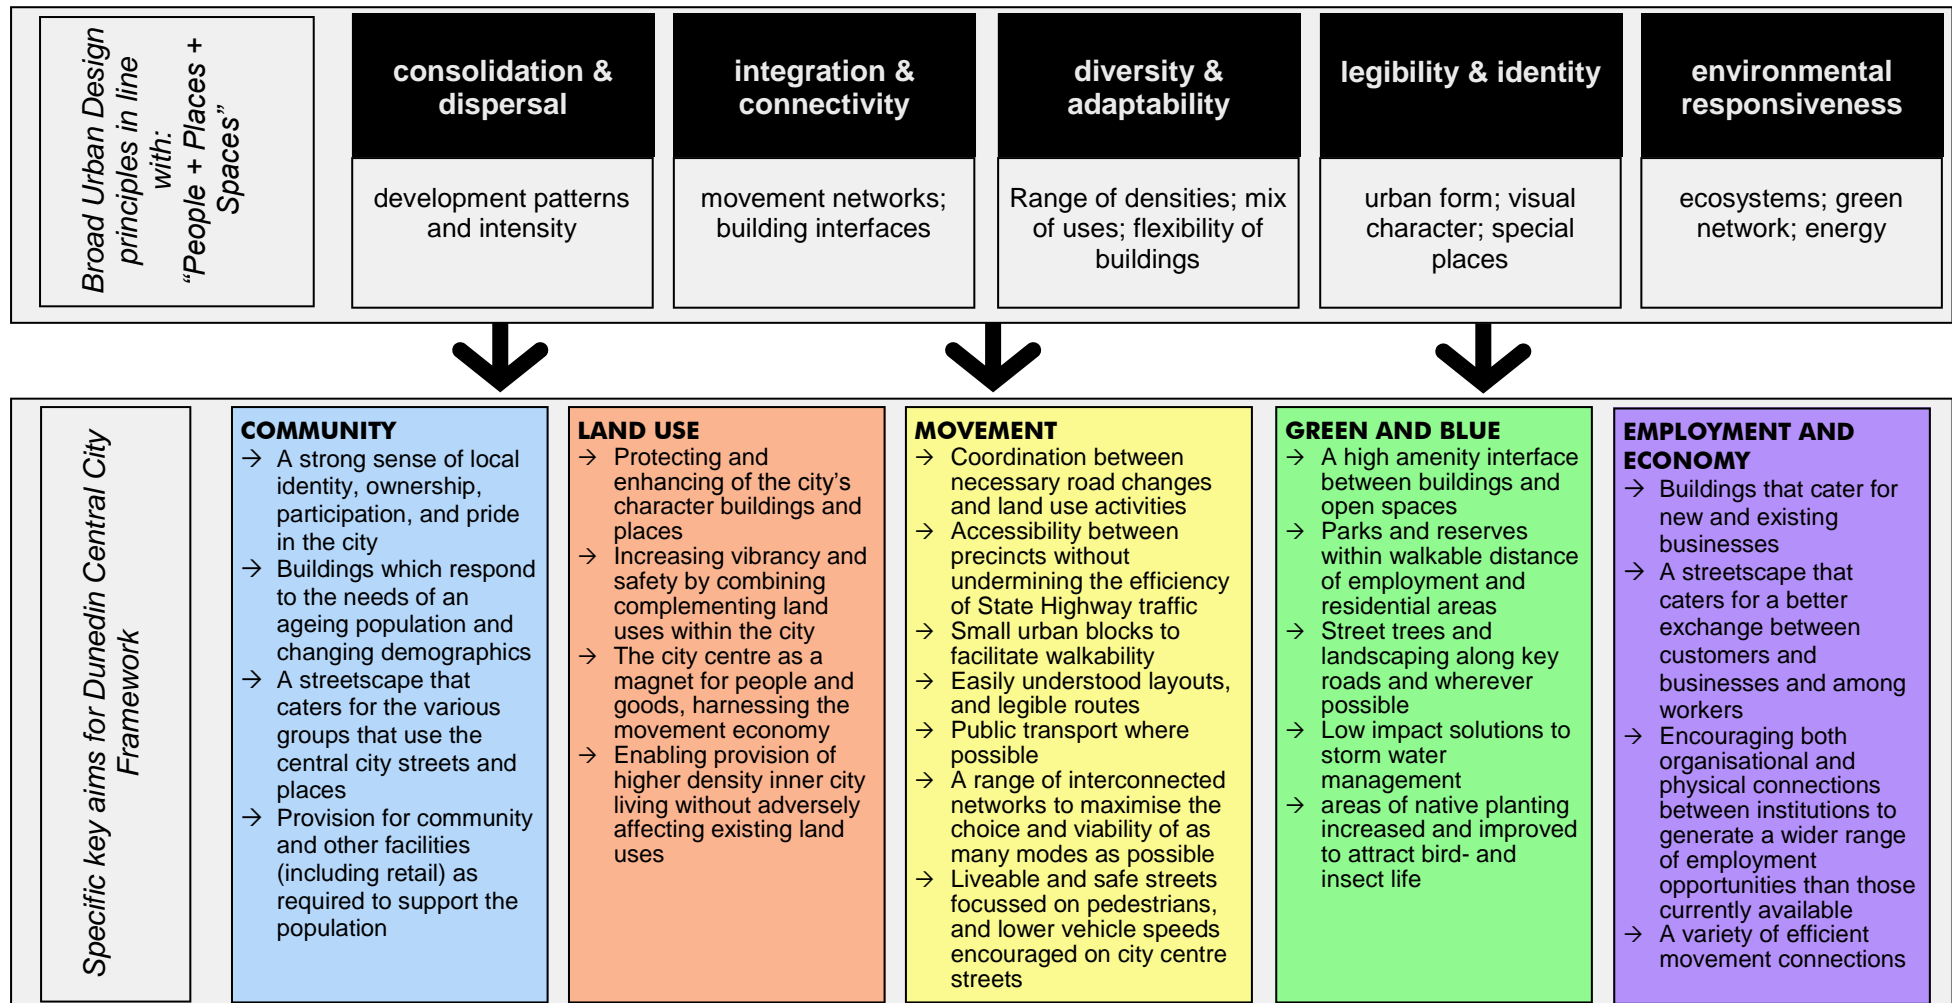 Broad Urban Design
principles in line
with:
“People + Places +
Spaces”
consolidation &
dispersal
development patterns
and intensity
integration &
connectivity
movement networks;
building interfaces
diversity &
adaptability
Range of densities; mix
of uses; flexibility of
buildings
legibility & identity
urban form; visual
character; special
places
environmental
responsiveness
ecosystems; green
network; energy
Specific key aims for Dunedin Central City
Framework
COMMUNITY
→ A strong sense of local
identity, ownership,
participation, and pride
in the city
→ Buildings which respond
to the needs of an
ageing population and
changing demographics
→ A streetscape that
caters for the various
groups that use the
central city streets and
places
→ Provision for community
and other facilities
(including retail) as
required to support the
population
LAND USE
→ Protecting and
enhancing of the city’s
character buildings and
places
→ Increasing vibrancy and
safety by combining
complementing land
uses within the city
→ The city centre as a
magnet for people and
goods, harnessing the
movement economy
→ Enabling provision of
higher density inner city
living without adversely
affecting existing land
uses
MOVEMENT
→ Coordination between
necessary road changes
and land use activities
→ Accessibility between
precincts without
undermining the efficiency
of State Highway traffic
→ Small urban blocks to
facilitate walkability
→ Easily understood layouts,
and legible routes
→ Public transport where
possible
→ A range of interconnected
networks to maximise the
choice and viability of as
many modes as possible
→ Liveable and safe streets
focussed on pedestrians,
and lower vehicle speeds
encouraged on city centre
streets
GREEN AND BLUE
→ A high amenity interface
between buildings and
open spaces
→ Parks and reserves
within walkable distance
of employment and
residential areas
→ Street trees and
landscaping along key
roads and wherever
possible
→ Low impact solutions to
storm water
management
→ areas of native planting
increased and improved
to attract bird- and
insect life
EMPLOYMENT AND
ECONOMY
→ Buildings that cater for
new and existing
businesses
→ A streetscape that
caters for a better
exchange between
customers and
businesses and among
workers
→ Encouraging both
organisational and
physical connections
between institutions to
generate a wider range
of employment
opportunities than those
currently available
→ A variety of efficient
movement connections